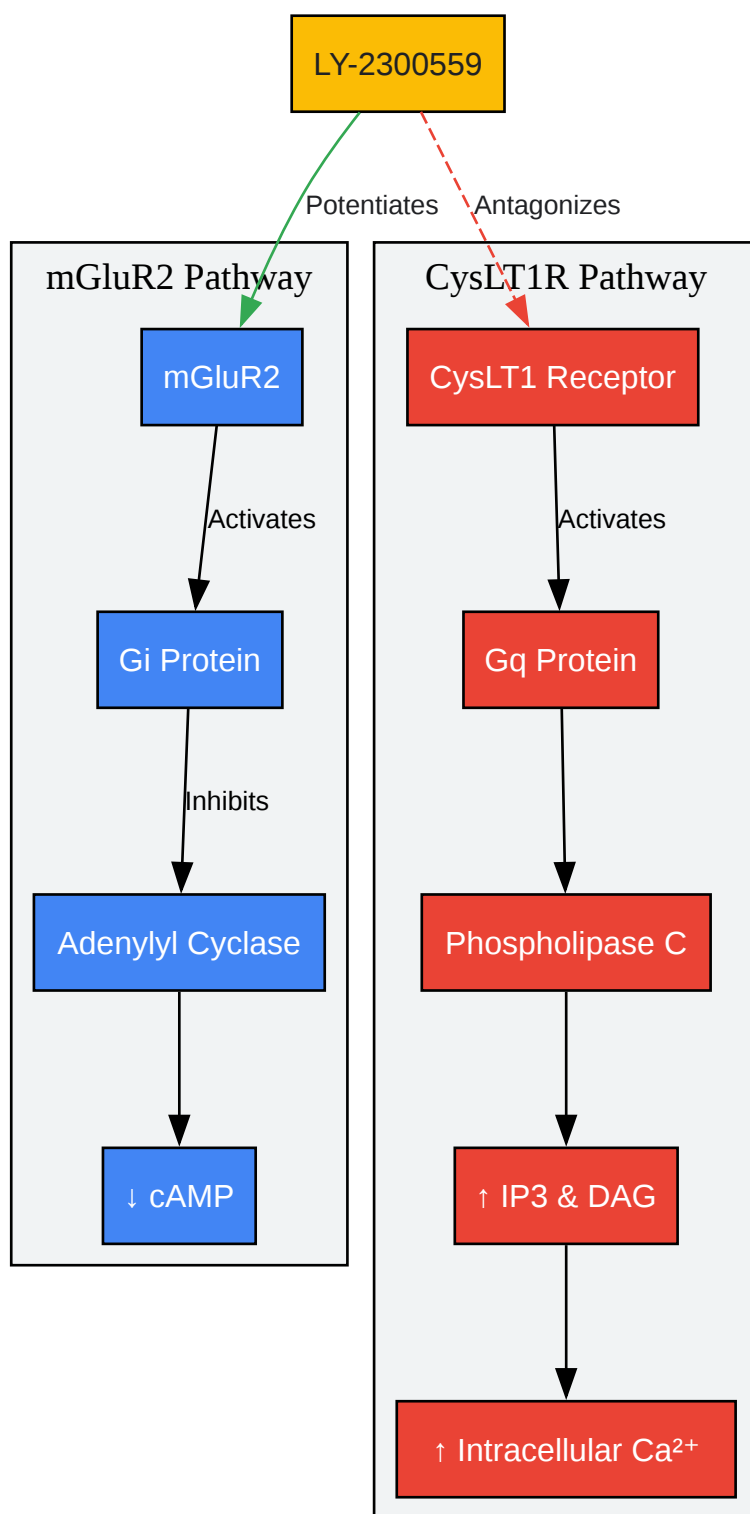 LY-2300559
Potentiates
Antagonizes
mGluR2 Pathway
CysLT1R Pathway
mGluR2
CysLT1 Receptor
Activates
Activates
Gi Protein
Gq Protein
Inhibits
Adenylyl Cyclase
Phospholipase C
↓ cAMP
↑ IP3 & DAG
↑ Intracellular Ca²⁺